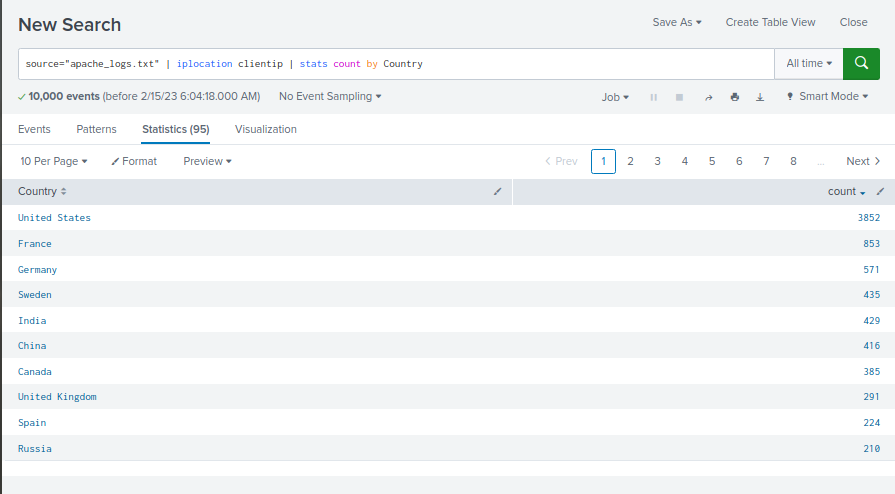 New Search
Save As Create Table View Close
source="apache_logs.txt" | iplocation clientip | stats count by Country
All time
10,000 events (before 2/15/23 6:04:18.000 AM) No Event Sampling
Job Smart Mode
Events Patterns Statistics (95) Visualization
10 Per Page Format Preview
< Prev 1 2 3 4 5 6 7 8 ... Next >
Country count
United States 3852
France 853
Germany 571
Sweden 435
India 429
China 416
Canada 385
United Kingdom 291
Spain 224
Russia 210